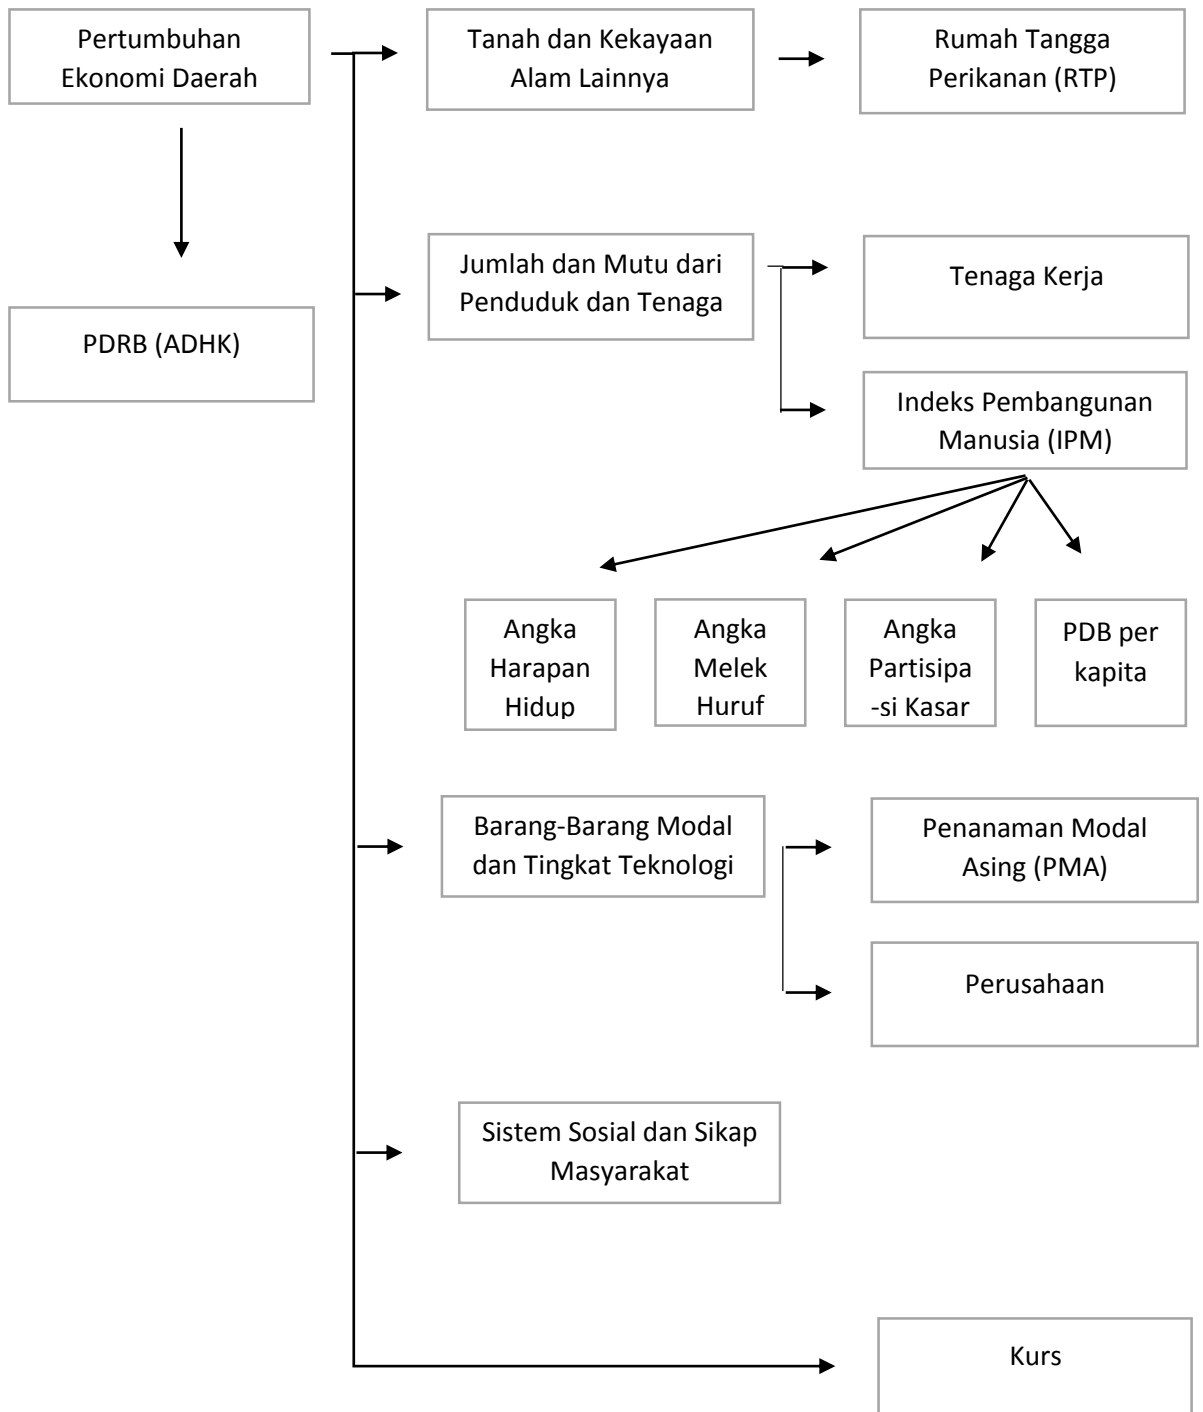 Pertumbuhan
Ekonomi Daerah
Tanah dan Kekayaan
Alam Lainnya
Rumah Tangga
Perikanan (RTP)
Jumlah dan Mutu dari
Penduduk dan Tenaga
Tenaga Kerja
PDRB (ADHK)
Indeks Pembangunan
Manusia (IPM)
Angka
Harapan
Hidup
Angka
Melek
Huruf
Angka
Partisipa
-si Kasar
PDB per
kapita
Barang-Barang Modal
dan Tingkat Teknologi
Penanaman Modal
Asing (PMA)
Perusahaan
Sistem Sosial dan Sikap
Masyarakat
Kurs